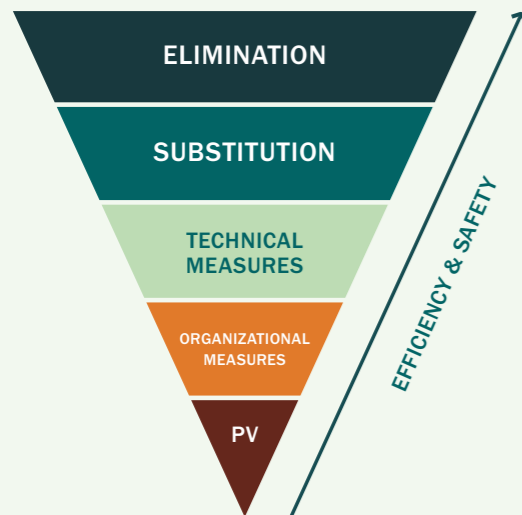 ELIMINATION
SUBSTITUTION
TECHNICAL
MEASURES
ORGANIZATIONAL
MEASURES
PV
EFFICIENCY & SAFETY